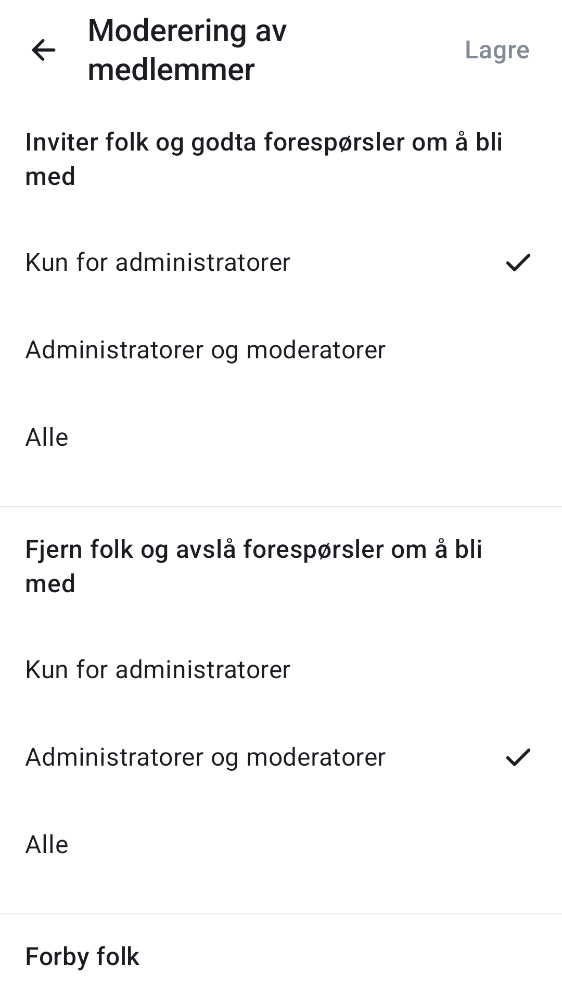 Moderering av
medlemmer
Lagre
Inviter folk og godta forespørsler om å bli
med
Kun for administratorer
Administratorer og moderatorer
Alle
Fjern folk og avslå forespørsler om å bli
med
Kun for administratorer
Administratorer og moderatorer
Alle
Forby folk